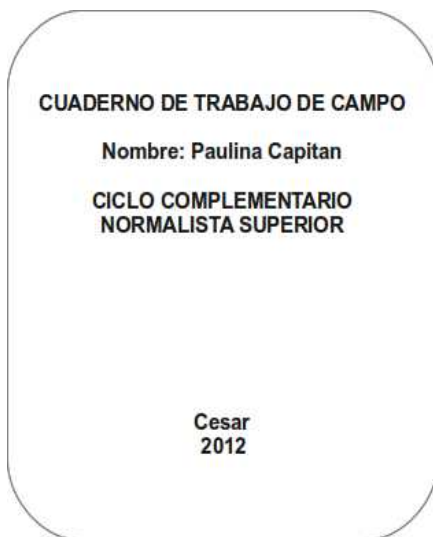 CUADERNO DE TRABAJO DE CAMPO
Nombre: Paulina Capitan
CICLO COMPLEMENTARIO
NORMALISTA SUPERIOR
Cesar
2012